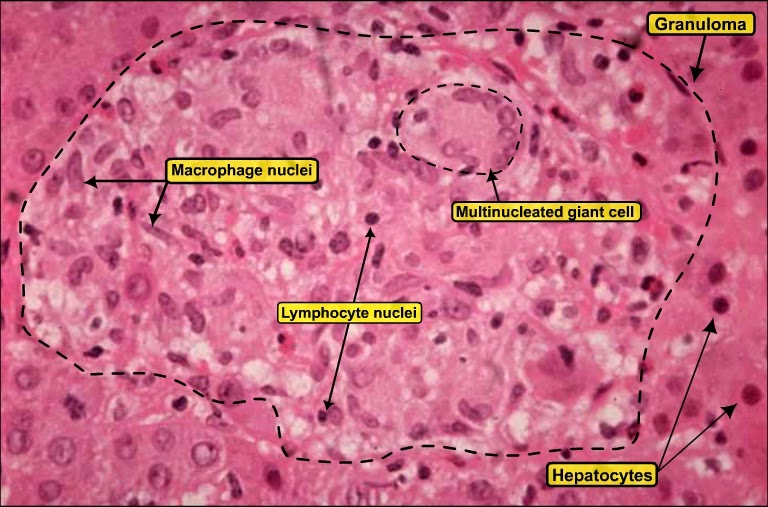 Granuloma
Macrophage nuclei
Multinucleated giant cell
Lymphocyte nuclei
Hepatocytes